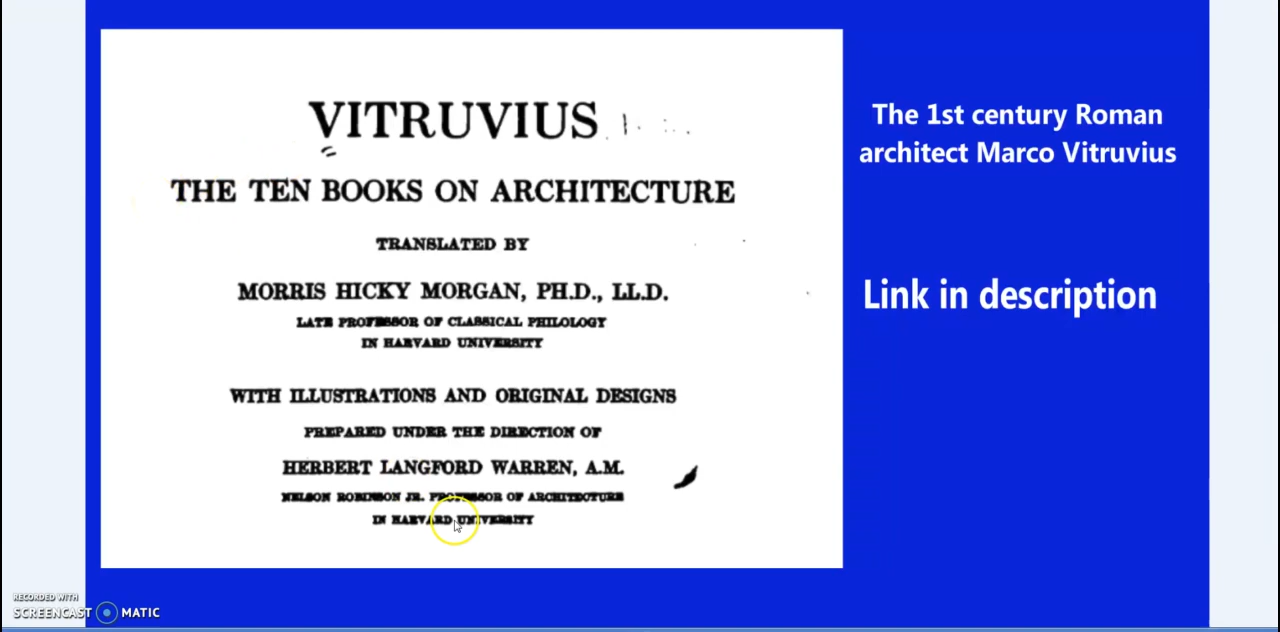 VITRUVIUS
THE TEN BOOKS ON ARCHITECTURE
TRANSLATED BY
MORRIS HICKY MORGAN, PH.D., LL.D.
LATE PROFESSOR OF CLASSICAL PHILOLOGY
IN HARVARD UNIVERSITY
WITH ILLUSTRATIONS AND ORIGINAL DESIGNS
PREPARED UNDER THE DIRECTION OF
HERBERT LANGFORD WARREN, A.M.
NELSON ROBINSON JR. PROFESSOR OF ARCHITECTURE
IN HARVARD UNIVERSITY
The 1st century Roman
architect Marco Vitruvius
Link in description
RECORDED WITH
SCREENCAST MATIC